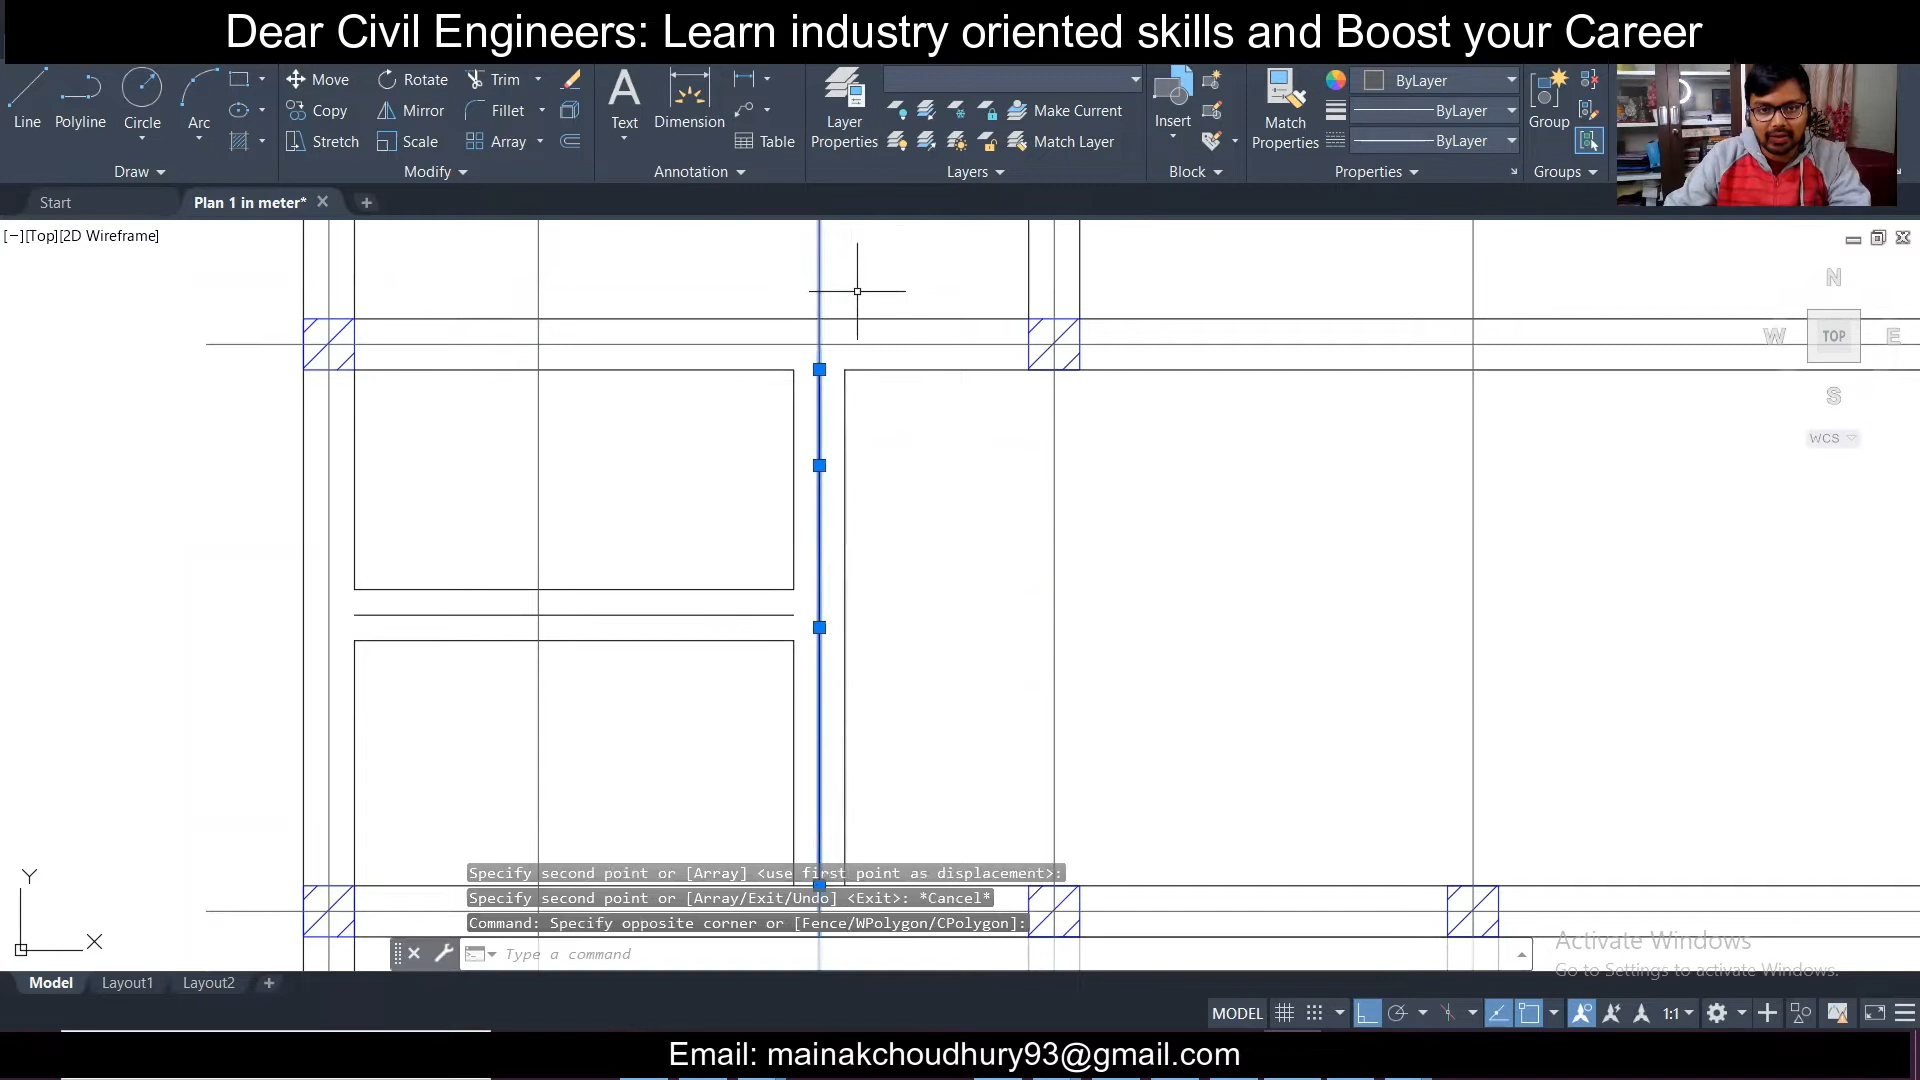 Dear Civil Engineers: Learn industry oriented skills and Boost your Career
Line
Polyline
Circle
Arc
Draw
Move
Copy
Stretch
Rotate
Mirror
Scale
Trim
Fillet
Array
Modify
Text
Dimension
Table
Annotation
Layer
Properties
Make Current
Match Layer
Layers
Insert
Block
Match
Properties
ByLayer
ByLayer
ByLayer
Properties
Group
Groups
Start
Plan 1 in meter*
[−][Top][2D Wireframe]
N
W
TOP
E
S
WCS
Y
X
Specify second point or [Array] <use first point as displacement>:
Specify second point or [Array/Exit/Undo] <Exit>: *Cancel*
Command: Specify opposite corner or [Fence/WPolygon/CPolygon]:
Type a command
Activate Windows
Go to Settings to activate Windows.
Model
Layout1
Layout2
MODEL
1:1
Email: mainakchoudhury93@gmail.com